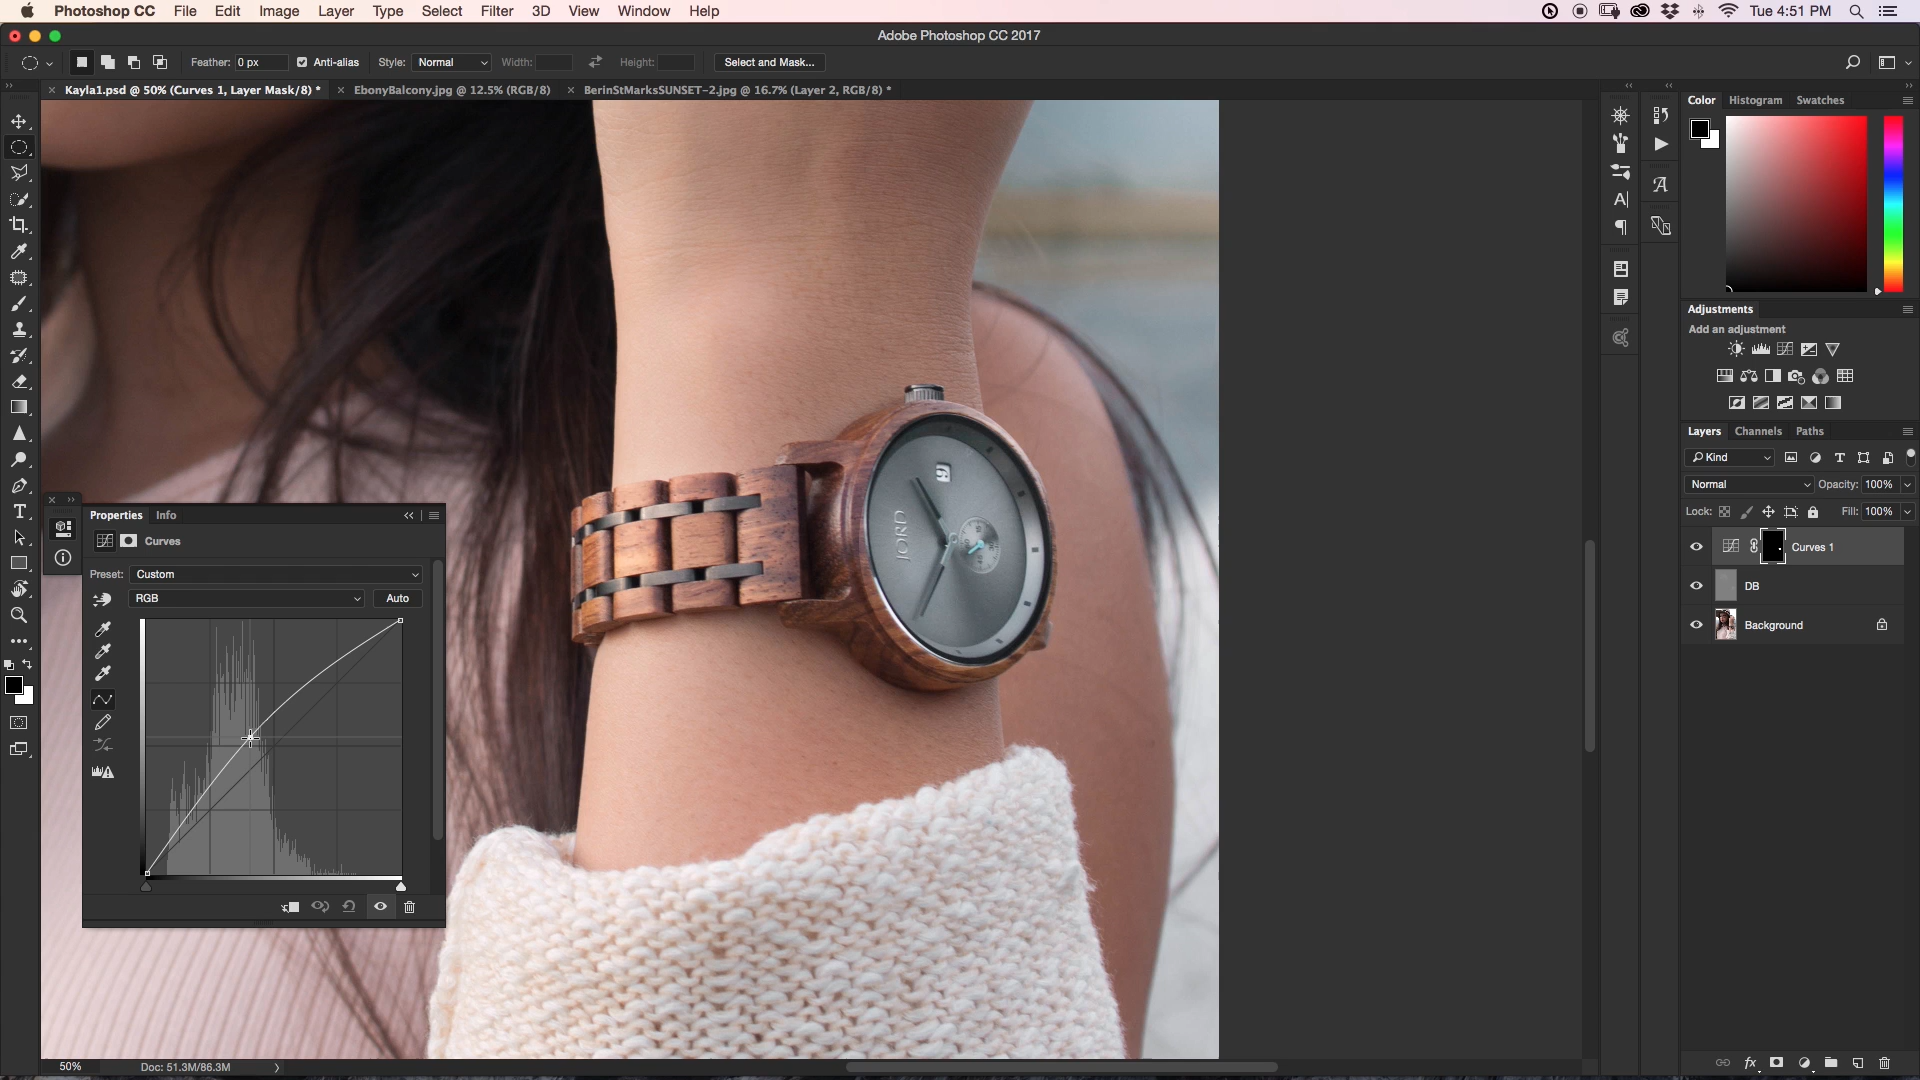 Photoshop CC File Edit Image Layer Type Select Filter 3D View Window Help Tue 4:51 PM
Adobe Photoshop CC 2017
Feather: 0 px Anti-alias Style: Normal Width: Height: Select and Mask...
Kayla1.psd @ 50% (Curves 1, Layer Mask/8) * EbonyBalcony.jpg @ 12.5% (RGB/8) BerinStMarksSUNSET-2.jpg @ 16.7% (Layer 2, RGB/8) *
Color Histogram Swatches
Adjustments
Add an adjustment
Layers Channels Paths
Kind
Normal Opacity: 100%
Lock: Fill: 100%
Curves 1
DB
Background
Properties Info
Curves
Preset: Custom
RGB Auto
JORD
50% Doc: 51.3M/86.3M